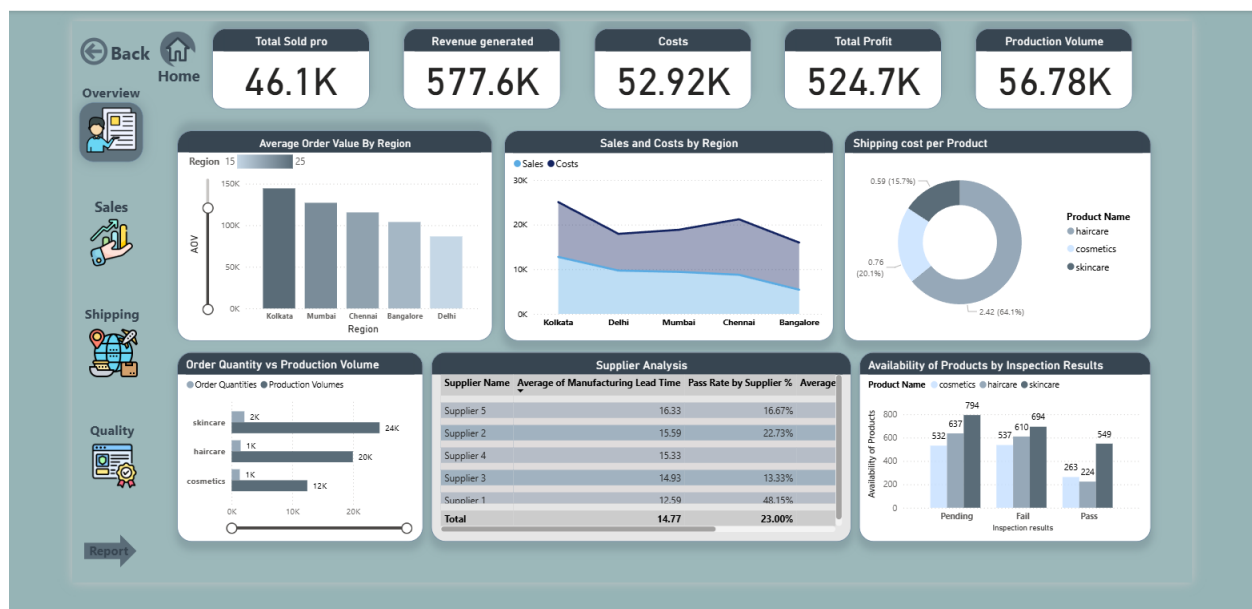 Back
Home
Overview
Sales
Shipping
Quality
Report
Total Sold pro
46.1K
Revenue generated
577.6K
Costs
52.92K
Total Profit
524.7K
Production Volume
56.78K
Average Order Value By Region
Region 15 25
AOV
150K
100K
50K
0K
Kolkata Mumbai Chennai Bangalore Delhi
Region
Sales and Costs by Region
Sales Costs
30K
20K
10K
0K
Kolkata Delhi Mumbai Chennai Bangalore
Shipping cost per Product
0.59 (15.7%)
0.76
(20.1%)
2.42 (64.1%)
Product Name
haircare
cosmetics
skincare
Order Quantity vs Production Volume
Order Quantities Production Volumes
skincare 2K 24K
haircare 1K 20K
cosmetics 1K 12K
0K 10K 20K
Supplier Analysis
Supplier Name Average of Manufacturing Lead Time Pass Rate by Supplier % Average
Supplier 5 16.33 16.67%
Supplier 2 15.59 22.73%
Supplier 4 15.33
Supplier 3 14.93 13.33%
Supplier 1 12.59 48.15%
Total 14.77 23.00%
Availability of Products by Inspection Results
Product Name cosmetics haircare skincare
Availability of Products
800
600
400
200
0
532 637 794
537 610 694
263 224 549
Pending Fail Pass
Inspection results